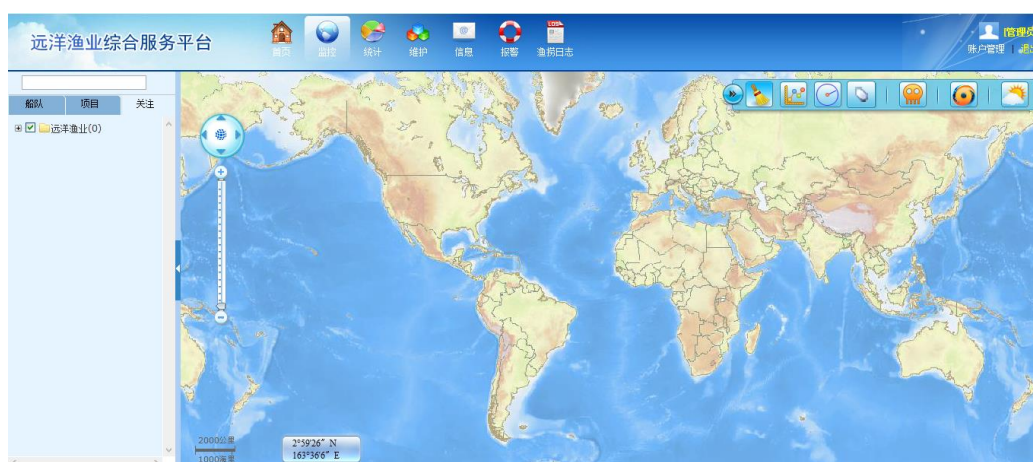 远洋渔业综合服务平台
首页 监控 统计 维护 信息 报警 渔捞日志
账户管理 |
船队 项目 关注
远洋渔业(0)
2000公里
1000海里
2°59'26" N
163°36'6" E